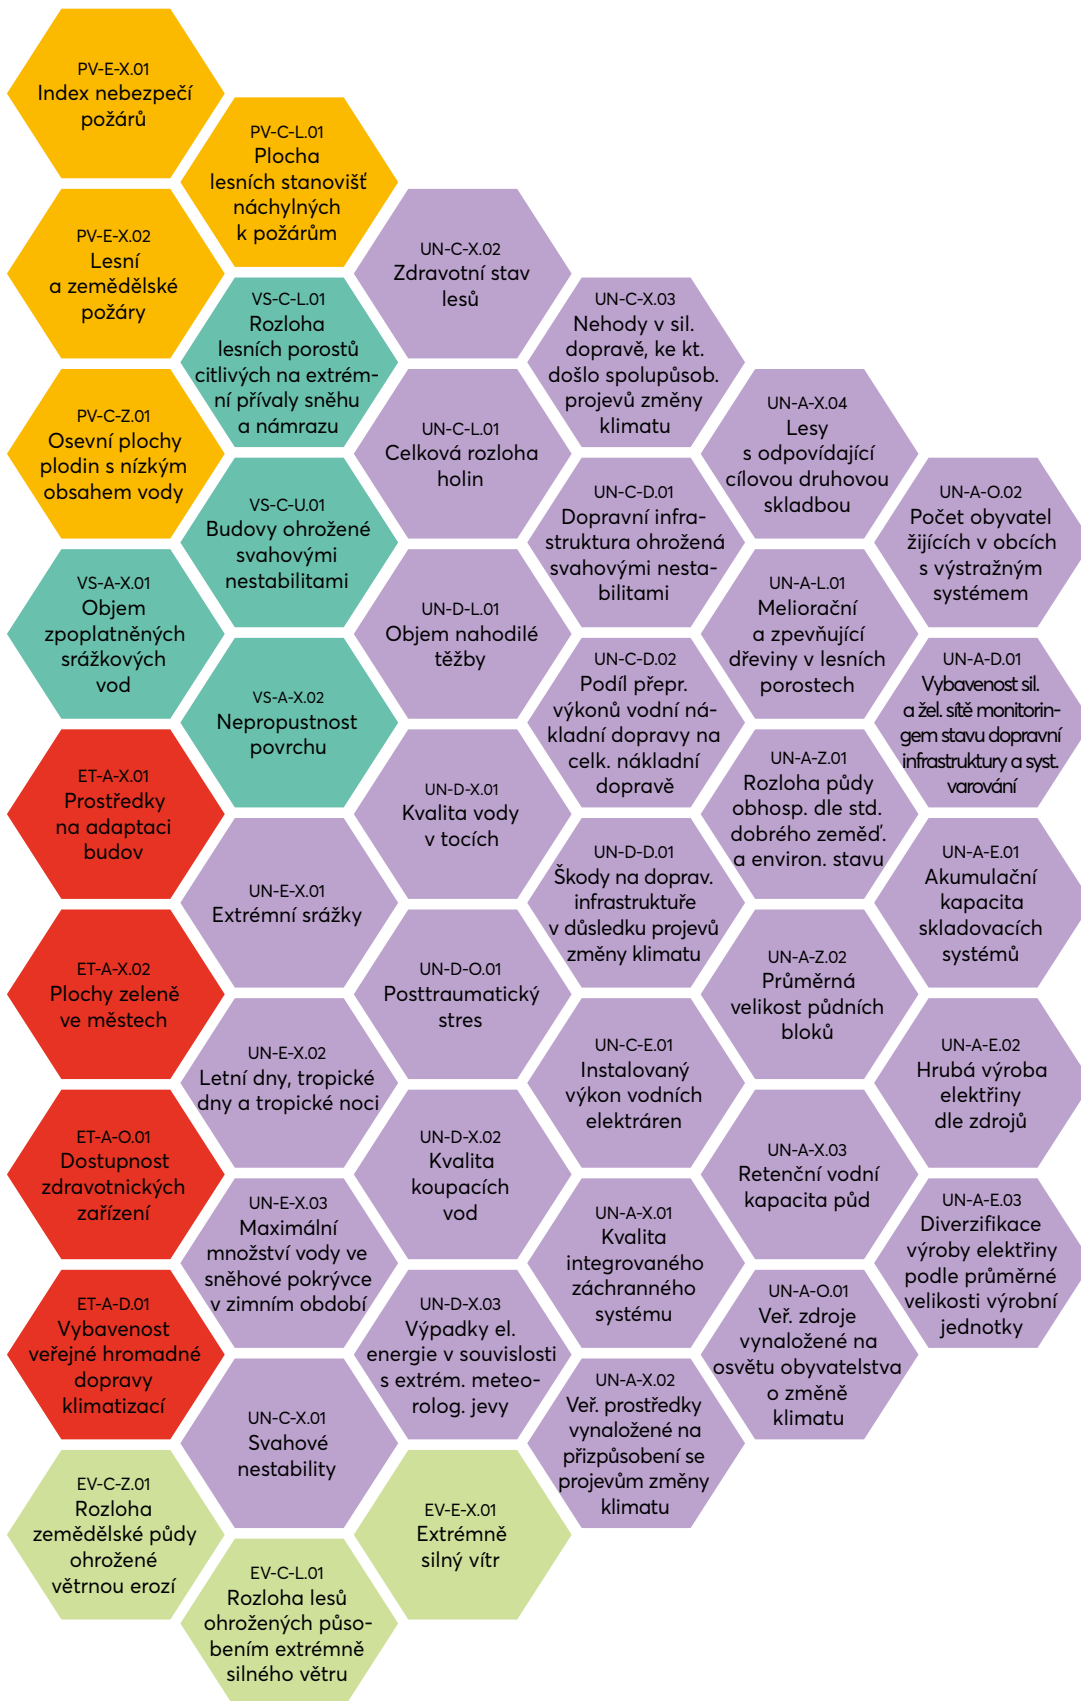 PV-E-X.01
Index nebezpečí
požárů
PV-E-X.02
Lesní
a zemědělské
požáry
PV-C-Z.01
Osevní plochy
plodin s nízkým
obsahem vody
VS-A-X.01
Objem
zpoplatněných
srážkových
vod
ET-A-X.01
Prostředky
na adaptaci
budov
ET-A-X.02
Plochy zeleně
ve městech
ET-A-O.01
Dostupnost
zdravotnických
zařízení
ET-A-D.01
Vybavenost
veřejné hromadné
dopravy
klimatizací
EV-C-Z.01
Rozloha
zemědělské půdy
ohrožené
větrnou erozí
PV-C-L.01
Plocha
lesních stanovišť
náchylných
k požárům
VS-C-L.01
Rozloha
lesních porostů
citlivých na extrém-
ní přívaly sněhu
a námrazu
VS-C-U.01
Budovy ohrožené
svahovými
nestabilitami
VS-A-X.02
Nepropustnost
povrchu
UN-E-X.01
Extrémní srážky
UN-E-X.02
Letní dny, tropické
dny a tropické noci
UN-E-X.03
Maximální
množství vody ve
sněhové pokrývce
v zimním období
UN-C-X.01
Svahové
nestability
EV-C-L.01
Rozloha lesů
ohrožených půso-
bením extrémně
silného větru
UN-C-X.02
Zdravotní stav
lesů
UN-C-L.01
Celková rozloha
holin
UN-D-L.01
Objem nahodilé
těžby
UN-D-X.01
Kvalita vody
v tocích
UN-D-O.01
Posttraumatický
stres
UN-D-X.02
Kvalita
koupacích
vod
UN-D-X.03
Výpadky el.
energie v souvislosti
s extrém. meteo-
rolog. jevy
EV-E-X.01
Extrémně
silný vítr
UN-C-X.03
Nehody v sil.
dopravě, ke kt.
došlo spolupůsob.
projevů změny
klimatu
UN-C-D.01
Dopravní infra-
struktura ohrožená
svahovými nesta-
bilitami
UN-C-D.02
Podíl přepr.
výkonů vodní ná-
kladní dopravy na
celk. nákladní
dopravě
UN-D-D.01
Škody na doprav.
infrastruktuře
v důsledku projevů
změny klimatu
UN-C-E.01
Instalovaný
výkon vodních
elektráren
UN-A-X.01
Kvalita
integrovaného
záchranného
systému
UN-A-X.02
Veř. prostředky
vynaložené na
přizpůsobení se
projevům změny
klimatu
UN-A-X.04
Lesy
s odpovídající
cílovou druhovou
skladbou
UN-A-L.01
Meliorační
a zpevňující
dřeviny v lesních
porostech
UN-A-Z.01
Rozloha půdy
obhosp. dle std.
dobrého zeměď.
a environ. stavu
UN-A-Z.02
Průměrná
velikost půdních
bloků
UN-A-X.03
Retenční vodní
kapacita půd
UN-A-O.01
Veř. zdroje
vynaložené na
osvětu obyvatelstva
o změně
klimatu
UN-A-O.02
Počet obyvatel
žijících v obcích
s výstražným
systémem
UN-A-D.01
Vybavenost sil.
a žel. sítě monitorin-
gem stavu dopravní
infrastruktury a syst.
varování
UN-A-E.01
Akumulační
kapacita
skladovacích
systémů
UN-A-E.02
Hrubá výroba
elektřiny
dle zdrojů
UN-A-E.03
Diverzifikace
výroby elektřiny
podle průměrné
velikosti výrobní
jednotky